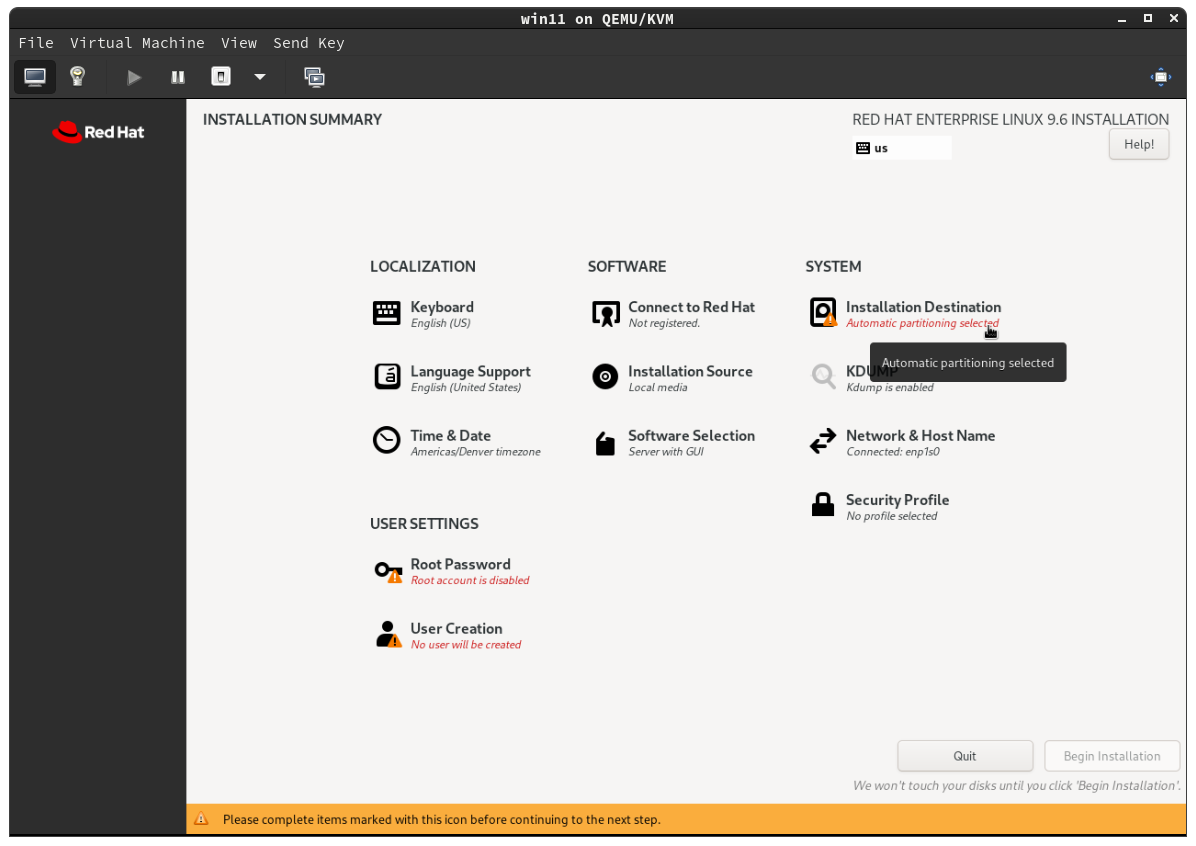 win11 on QEMU/KVM
File Virtual Machine View Send Key
Red Hat
INSTALLATION SUMMARY
RED HAT ENTERPRISE LINUX 9.6 INSTALLATION
us
Help!
LOCALIZATION
Keyboard
English (US)
Language Support
English (United States)
Time & Date
Americas/Denver timezone
SOFTWARE
Connect to Red Hat
Not registered.
Installation Source
Local media
Software Selection
Server with GUI
SYSTEM
Installation Destination
Automatic partitioning selected
Automatic partitioning selected
KDUMP
Kdump is enabled
Network & Host Name
Connected: enp1s0
Security Profile
No profile selected
USER SETTINGS
Root Password
Root account is disabled
User Creation
No user will be created
Quit
Begin Installation
We won't touch your disks until you click 'Begin Installation'.
Please complete items marked with this icon before continuing to the next step.